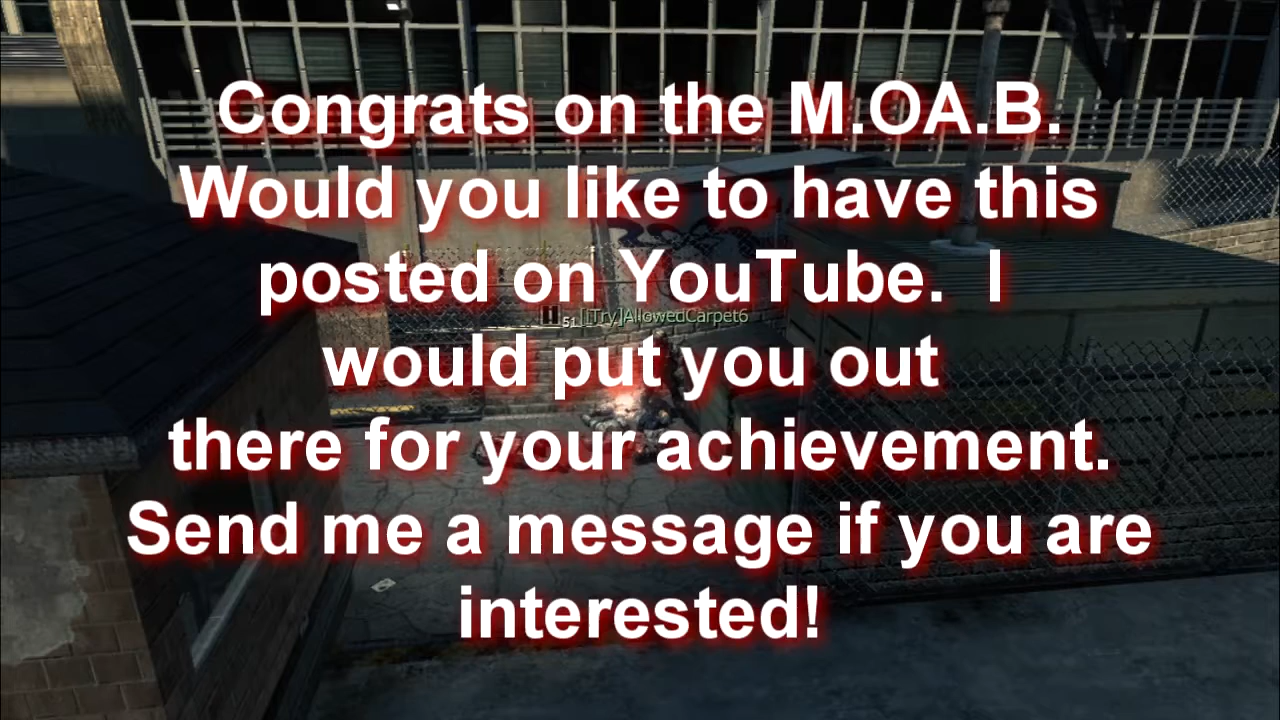 Congrats on the M.OA.B.
Would you like to have this
posted on YouTube.  I
51 [ITry]AllowedCarpet6
would put you out
there for your achievement.
Send me a message if you are
interested!